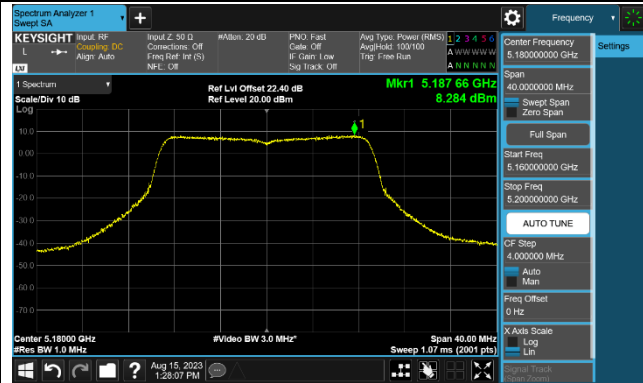 Spectrum Analyzer 1
Swept SA
+
Frequency
KEYSIGHT
L
LXI
Input: RF
Coupling: DC
Align: Auto
Input Z: 50 Ω
Corrections: Off
Freq Ref: Int (S)
NFE: Off
#Atten: 20 dB
PNO: Fast
Gate: Off
IF Gain: Low
Sig Track: Off
Avg Type: Power (RMS)
Avg|Hold: 100/100
Trig: Free Run
1 2 3 4 5 6
A W W W W W
A N N N N N
1 Spectrum
Scale/Div 10 dB
Log
Ref Lvl Offset 22.40 dB
Ref Level 20.00 dBm
Mkr1 5.187 66 GHz
8.284 dBm
1
10.0
0.00
-10.0
-20.0
-30.0
-40.0
-50.0
-60.0
-70.0
Center 5.18000 GHz
#Res BW 1.0 MHz
#Video BW 3.0 MHz*
Span 40.00 MHz
Sweep 1.07 ms (2001 pts)
?
Aug 15, 2023
1:28:07 PM
Center Frequency
5.180000000 GHz
Span
40.0000000 MHz
Swept Span
Zero Span
Full Span
Start Freq
5.160000000 GHz
Stop Freq
5.200000000 GHz
AUTO TUNE
CF Step
4.000000 MHz
Auto
Man
Freq Offset
0 Hz
X Axis Scale
Log
Lin
Signal Track
(Span Zoom)
Settings